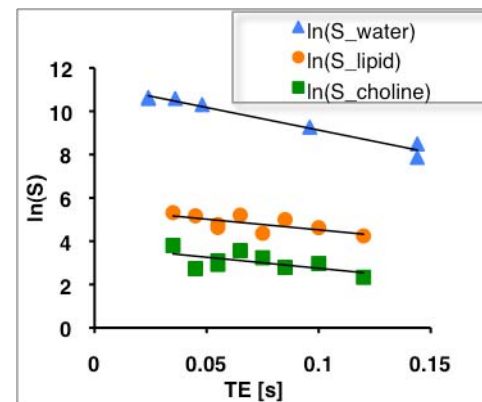 ln(S_water)
ln(S_lipid)
ln(S_choline)
12
10
8
6
4
2
0
ln(S)
0
0.05
0.1
0.15
TE [s]